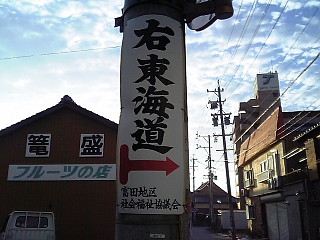 右東海道
富田地区
社会福祉協議会
篭盛
フルーツの店